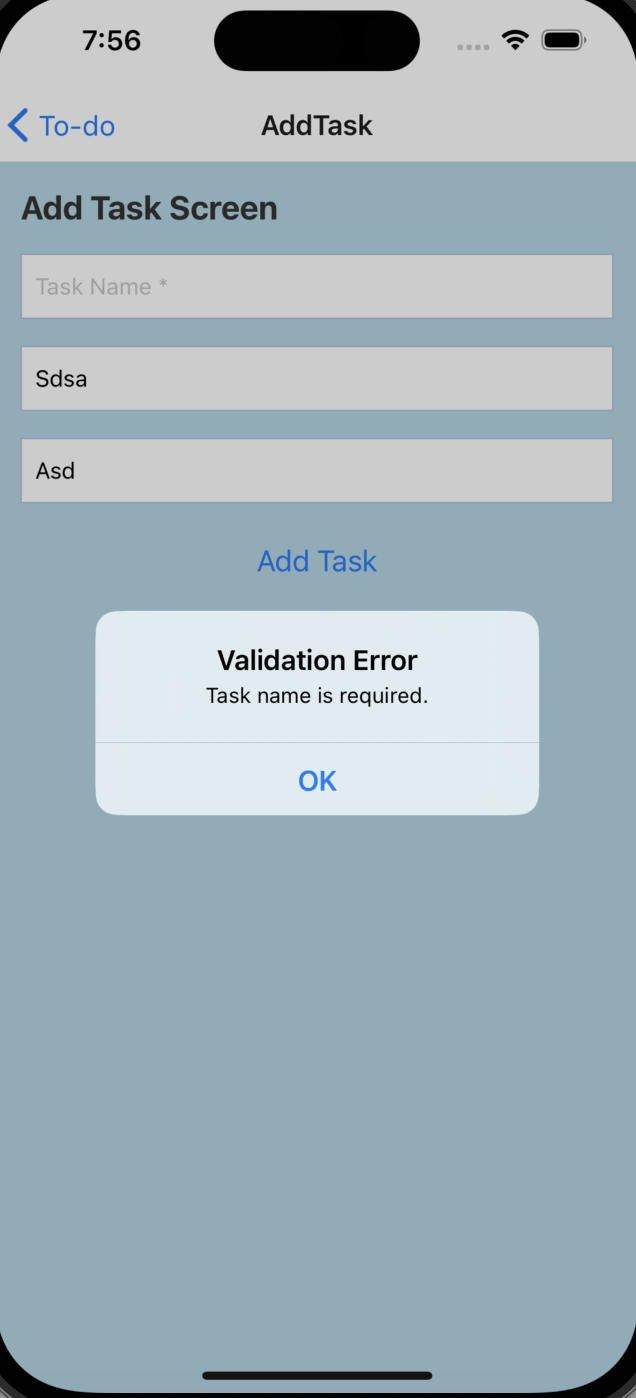 7:56
To-do AddTask
Add Task Screen
Task Name *
Sdsa
Asd
Add Task
Validation Error
Task name is required.
OK